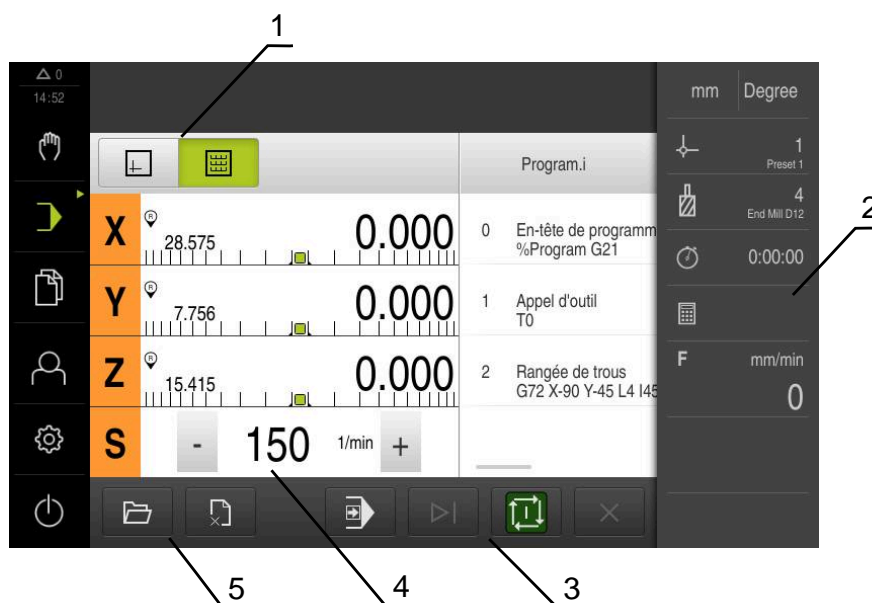 1
0
14:52
mm Degree
1
Preset 1
4
End Mill D12
2
0:00:00
F mm/min
0
Program.i
X R 28.575 0.000
Y R 7.756 0.000
Z R 15.415 0.000
S - 150 1/min +
0 En-tête de programm
%Program G21
1 Appel d'outil
T0
2 Rangée de trous
G72 X-90 Y-45 L4 I45
5 4 3